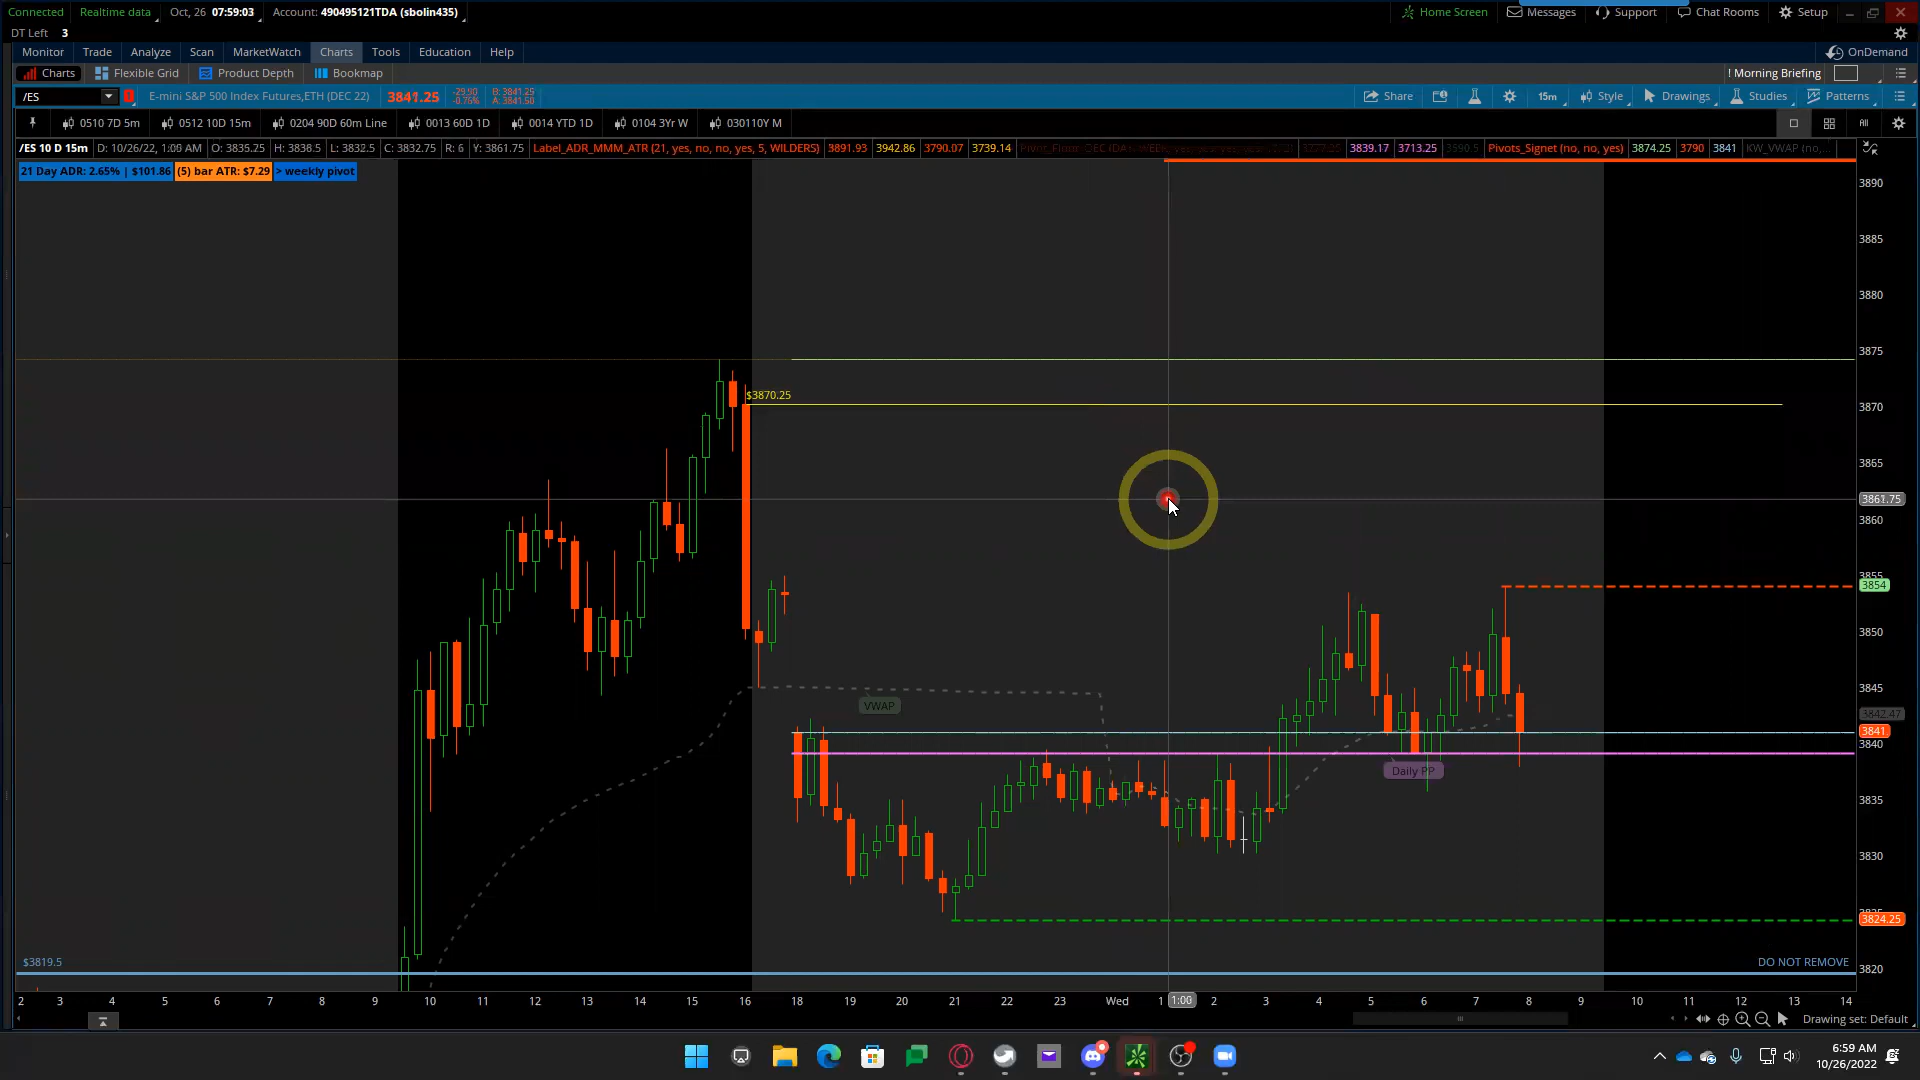 Connected Realtime data Oct, 26 07:59:03 Account: 490495121TDA (sbolin435) Home Screen Messages Support Chat Rooms Setup
DT Left 3
Monitor Trade Analyze Scan MarketWatch Charts Tools Education Help OnDemand
Charts Flexible Grid Product Depth Bookmap ! Morning Briefing
/ES E-mini S&P 500 Index Futures,ETH (DEC 22) 3841.25 -29.00 -0.75% B: 3841.25 A: 3841.50 Share 15m Style Drawings Studies Patterns
0510 7D 5m 0512 10D 15m 0204 90D 60m Line 0013 60D 1D 0014 YTD 1D 0104 3Yr W 030110Y M All
/ES 10 D 15m D: 10/26/22, 1:00 AM O: 3835.25 H: 3836.5 L: 3832.5 C: 3832.75 R: 6 Y: 3861.75 Label_ADR_MMM_ATR (21, yes, no, no, yes, 5, WILDERS) 3891.93 3942.86 3790.07 3739.14 3839.17 3713.25 3590.5 Pivots_Signet (no, no, yes) 3874.25 3790 3841 KW_VWAP (no,...
21 Day ADR: 2.65% | $101.86 (5) bar ATR: $7.29 > weekly pivot
3890
3885
3880
3875
$3870.25
3870
3865
3861.75
3860
3855
3854
3850
3845
VWAP
3842.47
3841
3840
Daily PP
3835
3830
3825
3824.25
$3819.5 DO NOT REMOVE
3820
2 3 4 5 6 7 8 9 10 11 12 13 14 15 16 18 19 20 21 22 23 Wed 1 1:00 2 3 4 5 6 7 8 9 10 11 12 13 14
Drawing set: Default
6:59 AM
10/26/2022